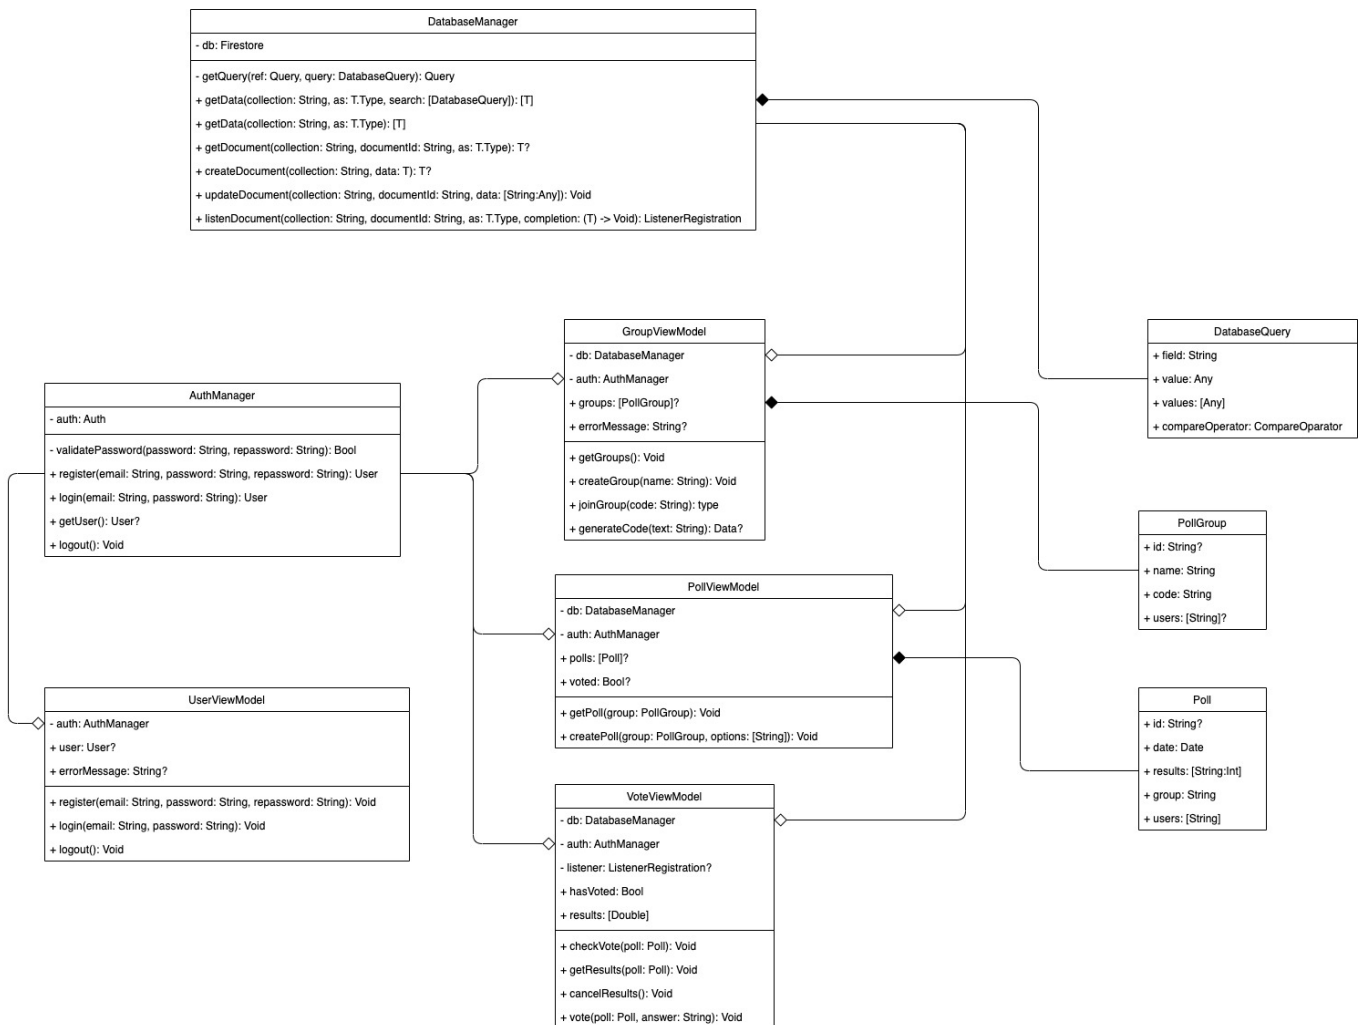 DatabaseManager
- db: Firestore
- getQuery(ref: Query, query: DatabaseQuery): Query
+ getData(collection: String, as: T.Type, search: [DatabaseQuery]): [T]
+ getData(collection: String, as: T.Type): [T]
+ getDocument(collection: String, documentId: String, as: T.Type): T?
+ createDocument(collection: String, data: T): T?
+ updateDocument(collection: String, documentId: String, data: [String:Any]): Void
+ listenDocument(collection: String, documentId: String, as: T.Type, completion: (T) -> Void): ListenerRegistration
GroupViewModel
- db: DatabaseManager
- auth: AuthManager
+ groups: [PollGroup]?
+ errorMessage: String?
+ getGroups(): Void
+ createGroup(name: String): Void
+ joinGroup(code: String): type
+ generateCode(text: String): Data?
DatabaseQuery
+ field: String
+ value: Any
+ values: [Any]
+ compareOperator: CompareOparator
AuthManager
- auth: Auth
- validatePassword(password: String, repassword: String): Bool
+ register(email: String, password: String, repassword: String): User
+ login(email: String, password: String): User
+ getUser(): User?
+ logout(): Void
PollGroup
+ id: String?
+ name: String
+ code: String
+ users: [String]?
PollViewModel
- db: DatabaseManager
- auth: AuthManager
+ polls: [Poll]?
+ voted: Bool?
+ getPoll(group: PollGroup): Void
+ createPoll(group: PollGroup, options: [String]): Void
UserViewModel
- auth: AuthManager
+ user: User?
+ errorMessage: String?
+ register(email: String, password: String, repassword: String): Void
+ login(email: String, password: String): Void
+ logout(): Void
Poll
+ id: String?
+ date: Date
+ results: [String:Int]
+ group: String
+ users: [String]
VoteViewModel
- db: DatabaseManager
- auth: AuthManager
- listener: ListenerRegistration?
+ hasVoted: Bool
+ results: [Double]
+ checkVote(poll: Poll): Void
+ getResults(poll: Poll): Void
+ cancelResults(): Void
+ vote(poll: Poll, answer: String): Void